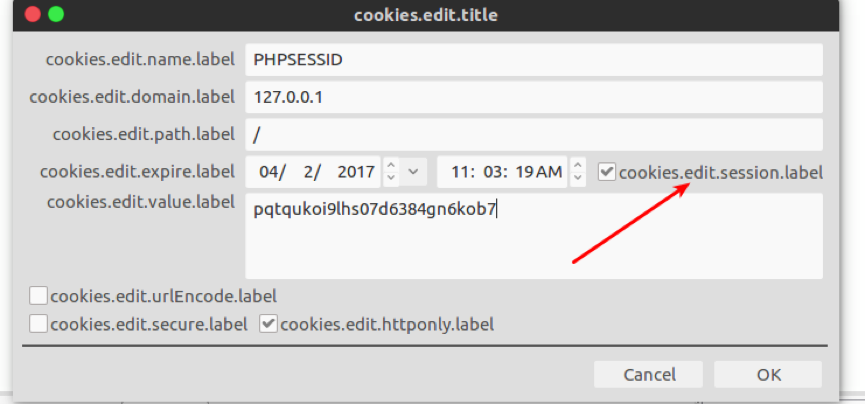 cookies.edit.title
cookies.edit.name.label PHPSESSID
cookies.edit.domain.label 127.0.0.1
cookies.edit.path.label /
cookies.edit.expire.label 04/ 2/ 2017 11: 03: 19 AM cookies.edit.session.label
cookies.edit.value.label pqtqukoi9lhs07d6384gn6kob7
cookies.edit.urlEncode.label
cookies.edit.secure.label cookies.edit.httponly.label
Cancel OK